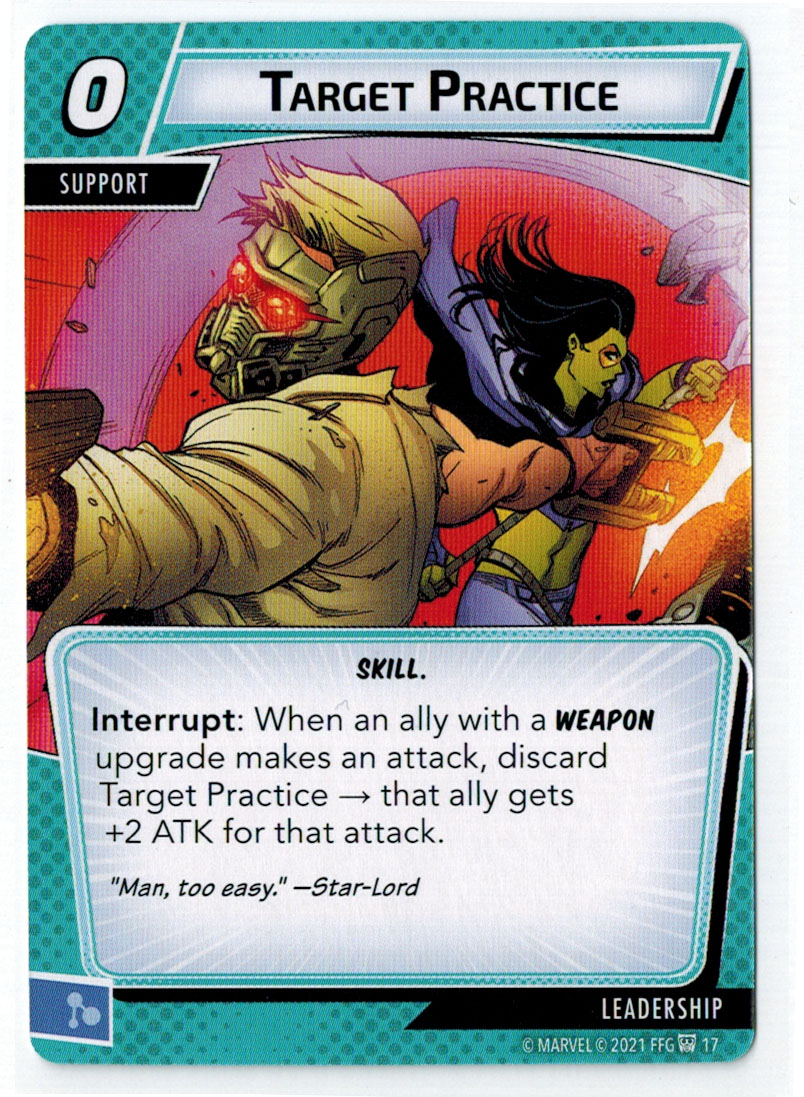 0
TARGET PRACTICE
SUPPORT
SKILL.
Interrupt: When an ally with a WEAPON
upgrade makes an attack, discard
Target Practice → that ally gets
+2 ATK for that attack.
"Man, too easy." —Star-Lord
LEADERSHIP
© MARVEL © 2021 FFG 17